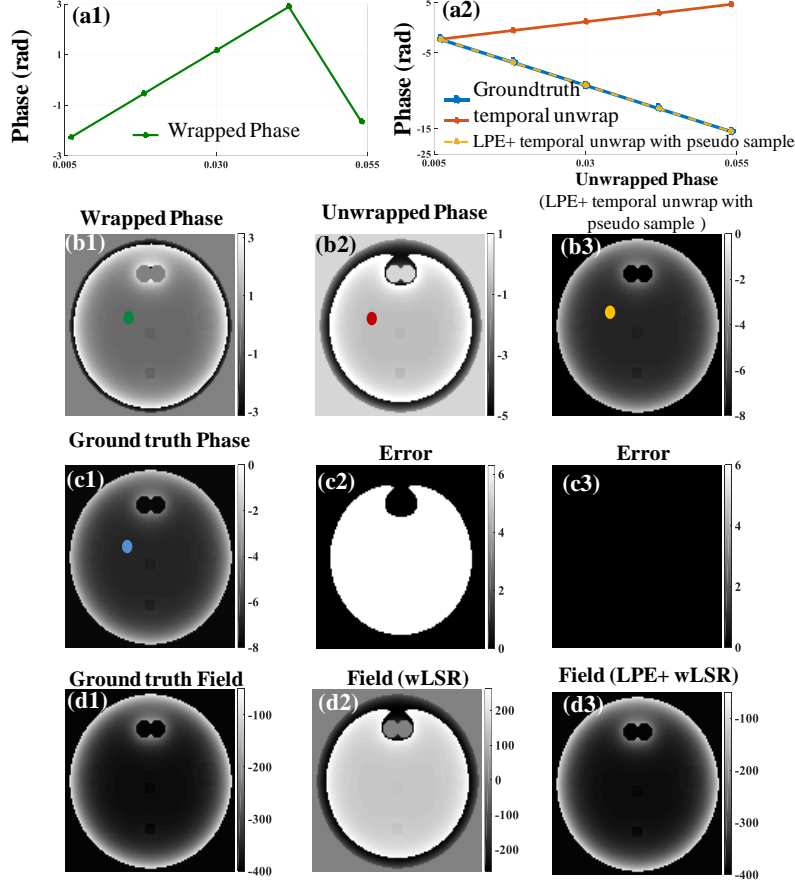 (a1)
3
1
-1
-3
0.005
0.030
0.055
Phase (rad)
Wrapped Phase
(a2)
5
-5
-15
-25
0.005
0.03
0.055
Phase (rad)
Groundtruth
temporal unwrap
LPE+ temporal unwrap with pseudo sample
Wrapped Phase
(b1)
3
1
-1
-3
Unwrapped Phase
(b2)
1
-1
-3
-5
Unwrapped Phase
(LPE+ temporal unwrap with
pseudo sample )
(b3)
0
-2
-4
-6
-8
Ground truth Phase
(c1)
0
-2
-4
-6
-8
Error
(c2)
6
4
2
0
Error
(c3)
6
4
2
0
Ground truth Field
(d1)
-100
-200
-300
-400
Field (wLSR)
(d2)
200
100
0
-100
-200
Field (LPE+ wLSR)
(d3)
-100
-200
-300
-400